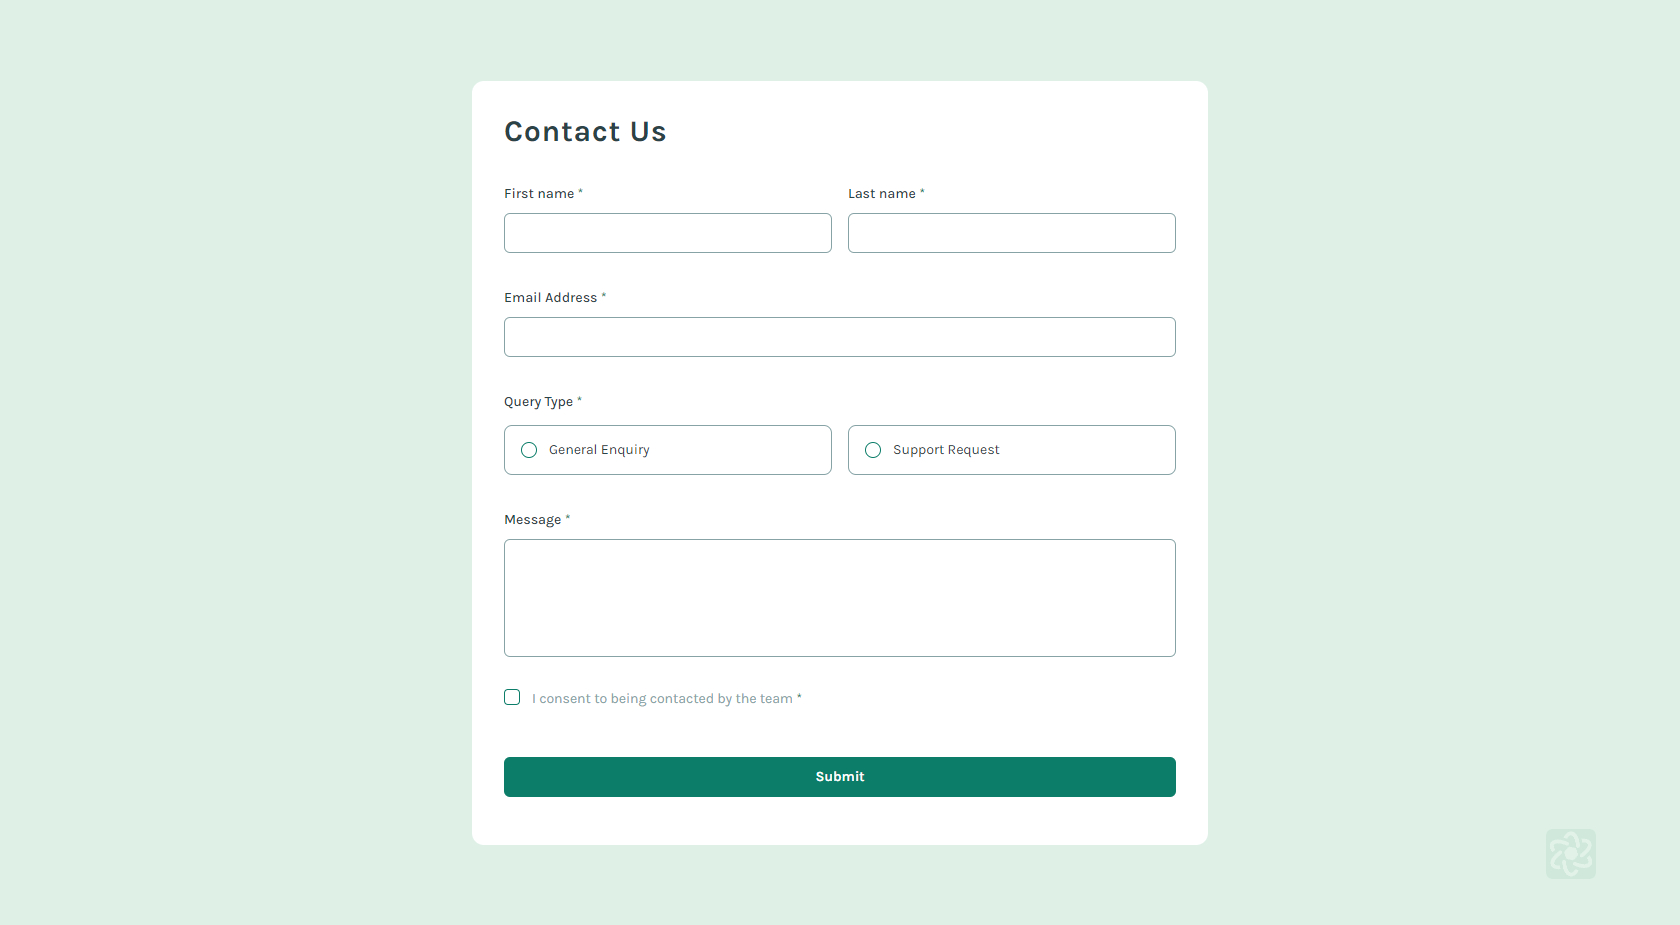 Contact Us
First name *
Last name *
Email Address *
Query Type *
General Enquiry
Support Request
Message *
I consent to being contacted by the team *
Submit